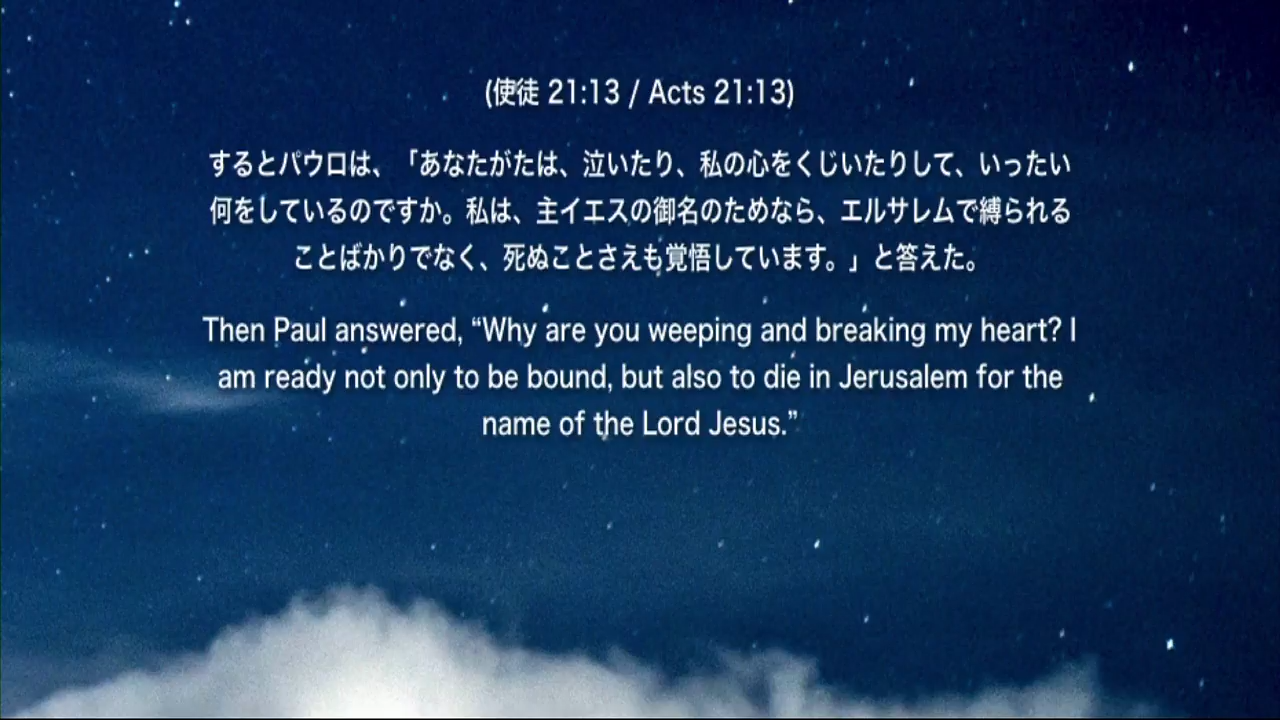 (使徒 21:13 / Acts 21:13)
するとパウロは、「あなたがたは、泣いたり、私の心をくじいたりして、いったい
何をしているのですか。私は、主イエスの御名のためなら、エルサレムで縛られる
ことばかりでなく、死ぬことさえも覚悟しています。」と答えた。
Then Paul answered, “Why are you weeping and breaking my heart? I
am ready not only to be bound, but also to die in Jerusalem for the
name of the Lord Jesus.”